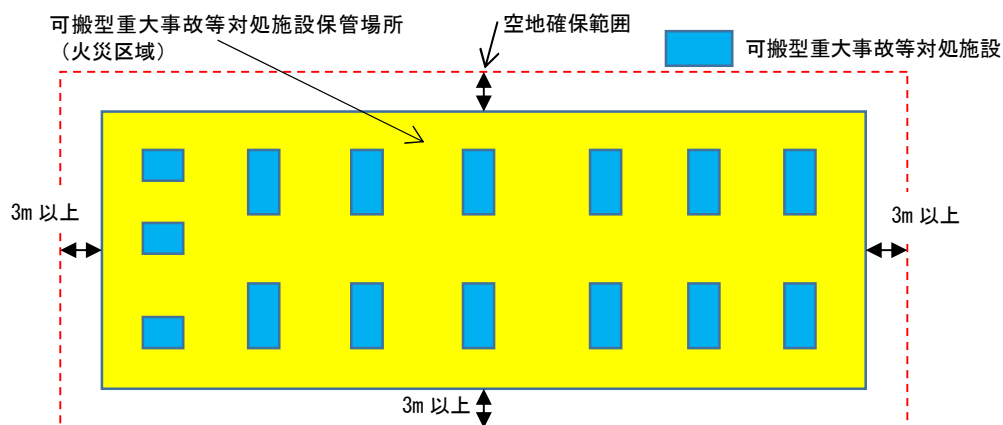 可搬型重大事故等対処施設保管場所
（火災区域）
空地確保範囲
可搬型重大事故等対処施設
3m 以上
3m 以上
3m 以上